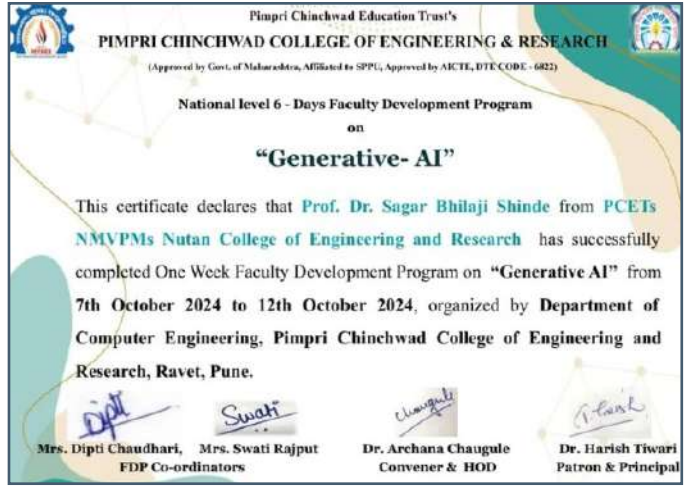 Pimpri Chinchwad Education Trust's
PIMPRI CHINCHWAD COLLEGE OF ENGINEERING & RESEARCH
(Approved by Govt. of Maharashtra, Affiliated to SPPU, Approved by AICTE, DTE CODE - 6822)
National level 6 - Days Faculty Development Program
on
“Generative- AI”
This certificate declares that Prof. Dr. Sagar Bhilaji Shinde from PCETs
NMVPMs Nutan College of Engineering and Research has successfully
completed One Week Faculty Development Program on “Generative AI” from
7th October 2024 to 12th October 2024, organized by Department of
Computer Engineering, Pimpri Chinchwad College of Engineering and
Research, Ravet, Pune.
Dipti Swati Chaugule
Mrs. Dipti Chaudhari, Mrs. Swati Rajput Dr. Archana Chaugule Dr. Harish Tiwari
FDP Co-ordinators Convener & HOD Patron & Principal